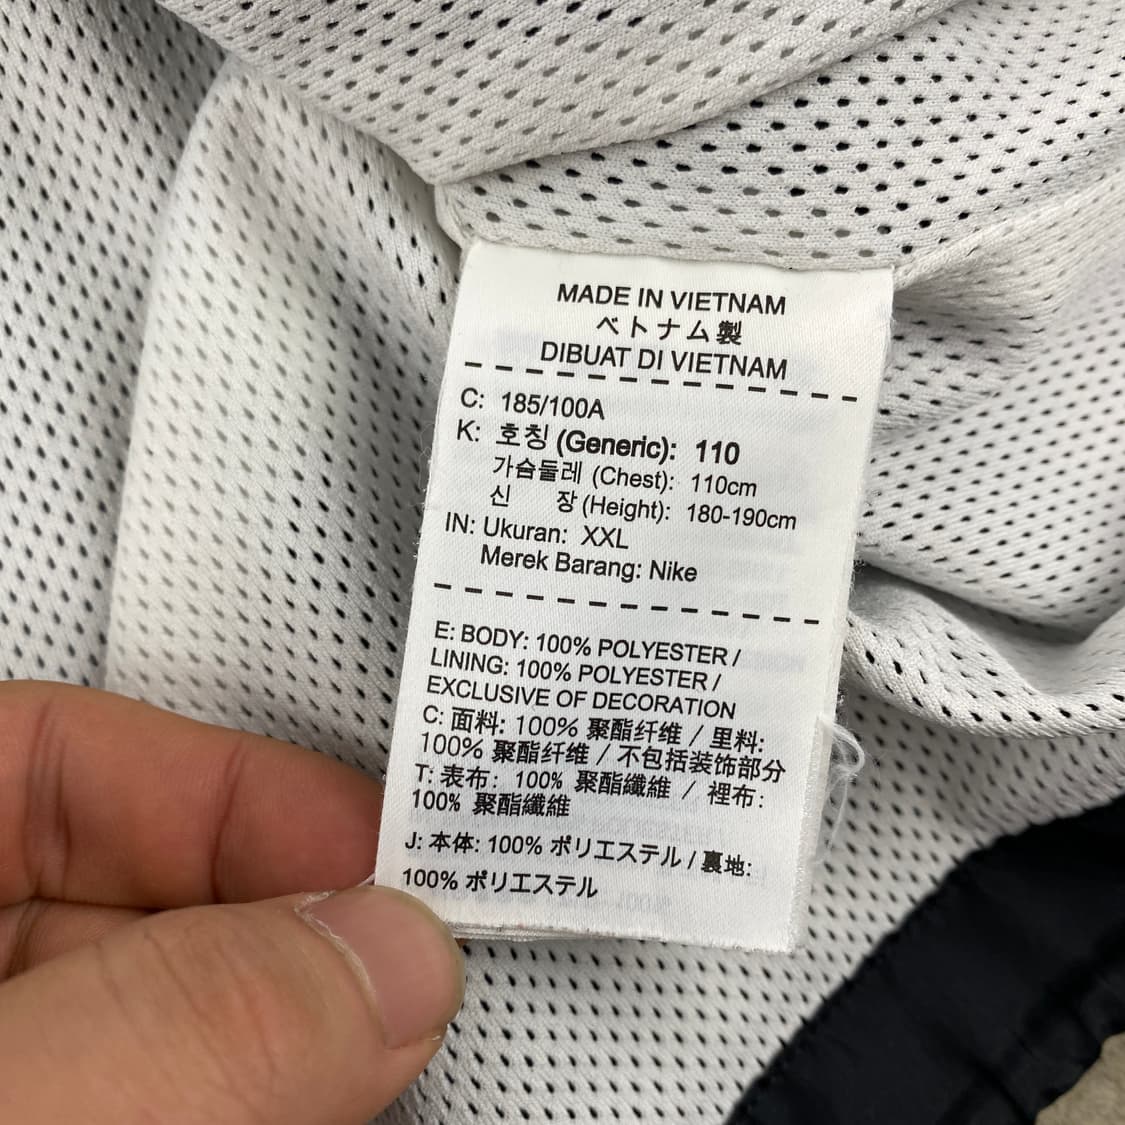 MADE IN VIETNAM
ベトナム製
DIBUAT DI VIETNAM
C: 185/100A
K: 호칭 (Generic): 110
가슴둘레 (Chest): 110cm
신 장 (Height): 180-190cm
IN: Ukuran: XXL
Merek Barang: Nike
E: BODY: 100% POLYESTER /
LINING: 100% POLYESTER /
EXCLUSIVE OF DECORATION
C: 面料: 100% 聚酯纤维 / 里料:
100% 聚酯纤维 / 不包括装饰部分
T: 表布: 100% 聚酯纖維 / 裡布:
100% 聚酯纖維
J: 本体: 100% ポリエステル / 裏地:
100% ポリエステル